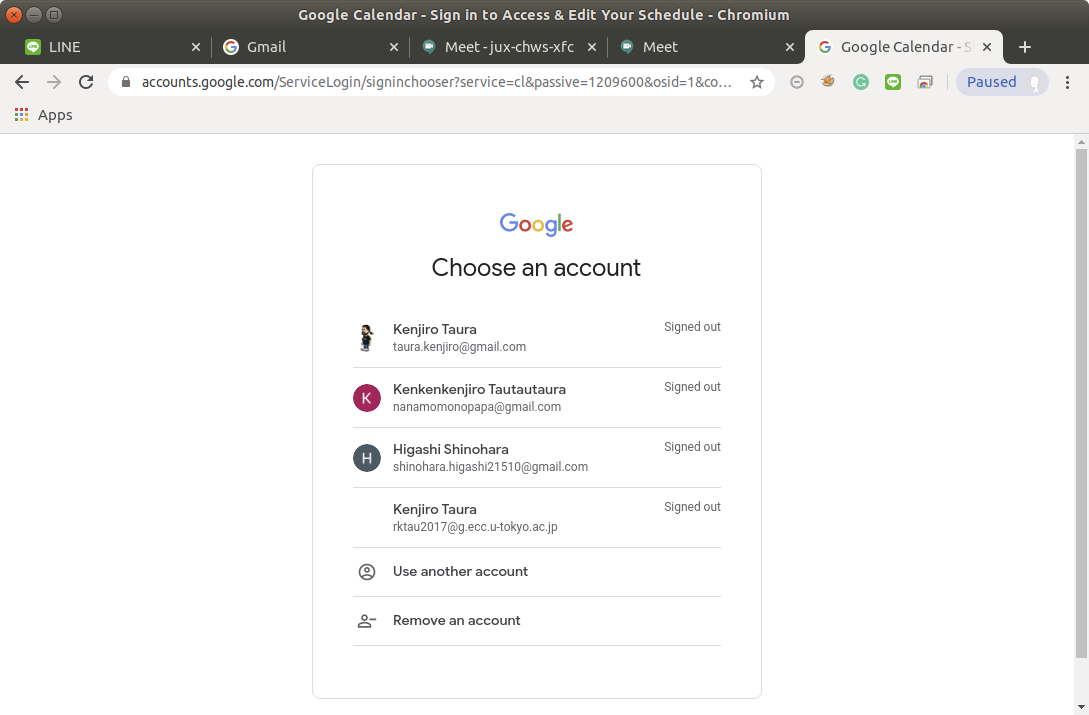 Google Calendar - Sign in to Access & Edit Your Schedule - Chromium
LINE
Gmail
Meet - jux-chws-xfc
Meet
Google Calendar - S
accounts.google.com/ServiceLogin/signinchooser?service=cl&passive=1209600&osid=1&co...
Paused
Apps
Google
Choose an account
Kenjiro Taura
Signed out
taura.kenjiro@gmail.com
K
Kenkenkenjiro Tautautaura
Signed out
nanamomonopapa@gmail.com
H
Higashi Shinohara
Signed out
shinohara.higashi21510@gmail.com
Kenjiro Taura
Signed out
rktau2017@g.ecc.u-tokyo.ac.jp
Use another account
Remove an account